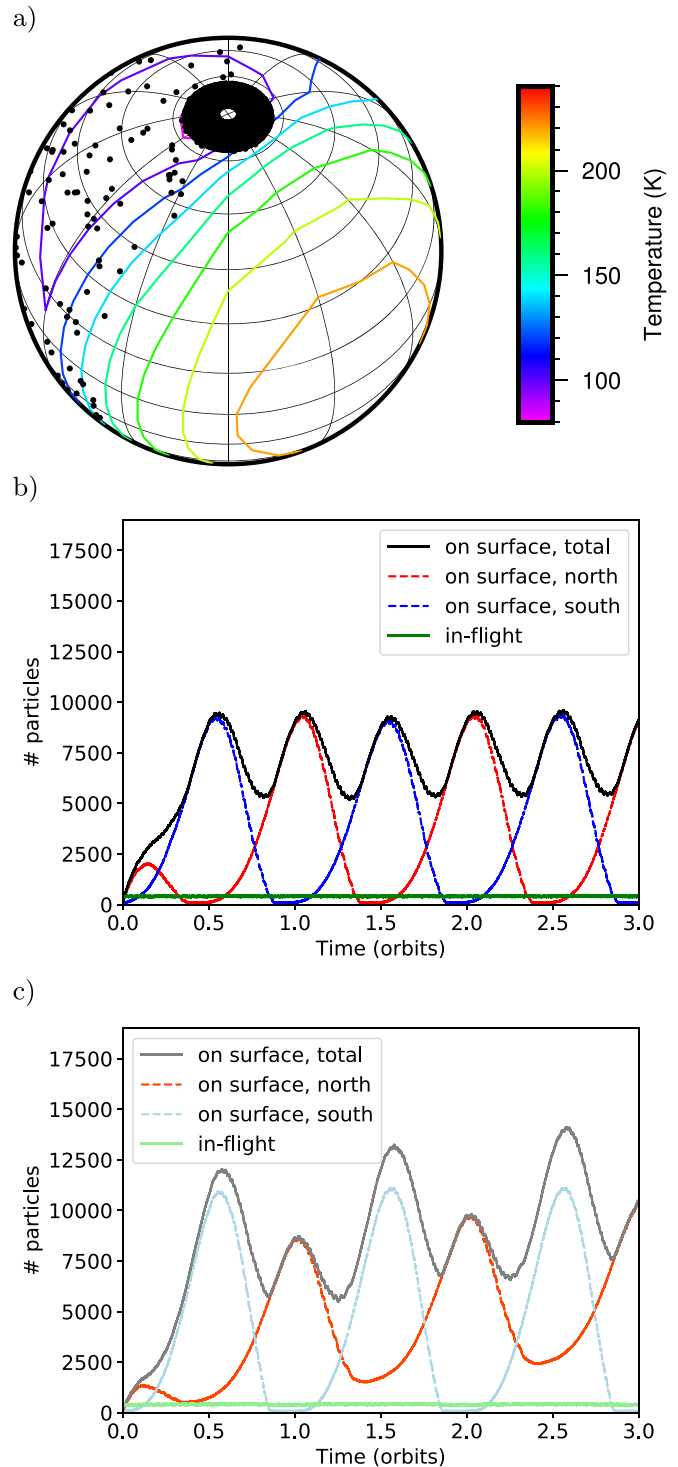 a)
200
150
100
Temperature (K)
b)
17500
15000
12500
10000
7500
5000
2500
0
# particles
on surface, total
on surface, north
on surface, south
in-flight
0.0 0.5 1.0 1.5 2.0 2.5 3.0
Time (orbits)
c)
17500
15000
12500
10000
7500
5000
2500
0
# particles
on surface, total
on surface, north
on surface, south
in-flight
0.0 0.5 1.0 1.5 2.0 2.5 3.0
Time (orbits)